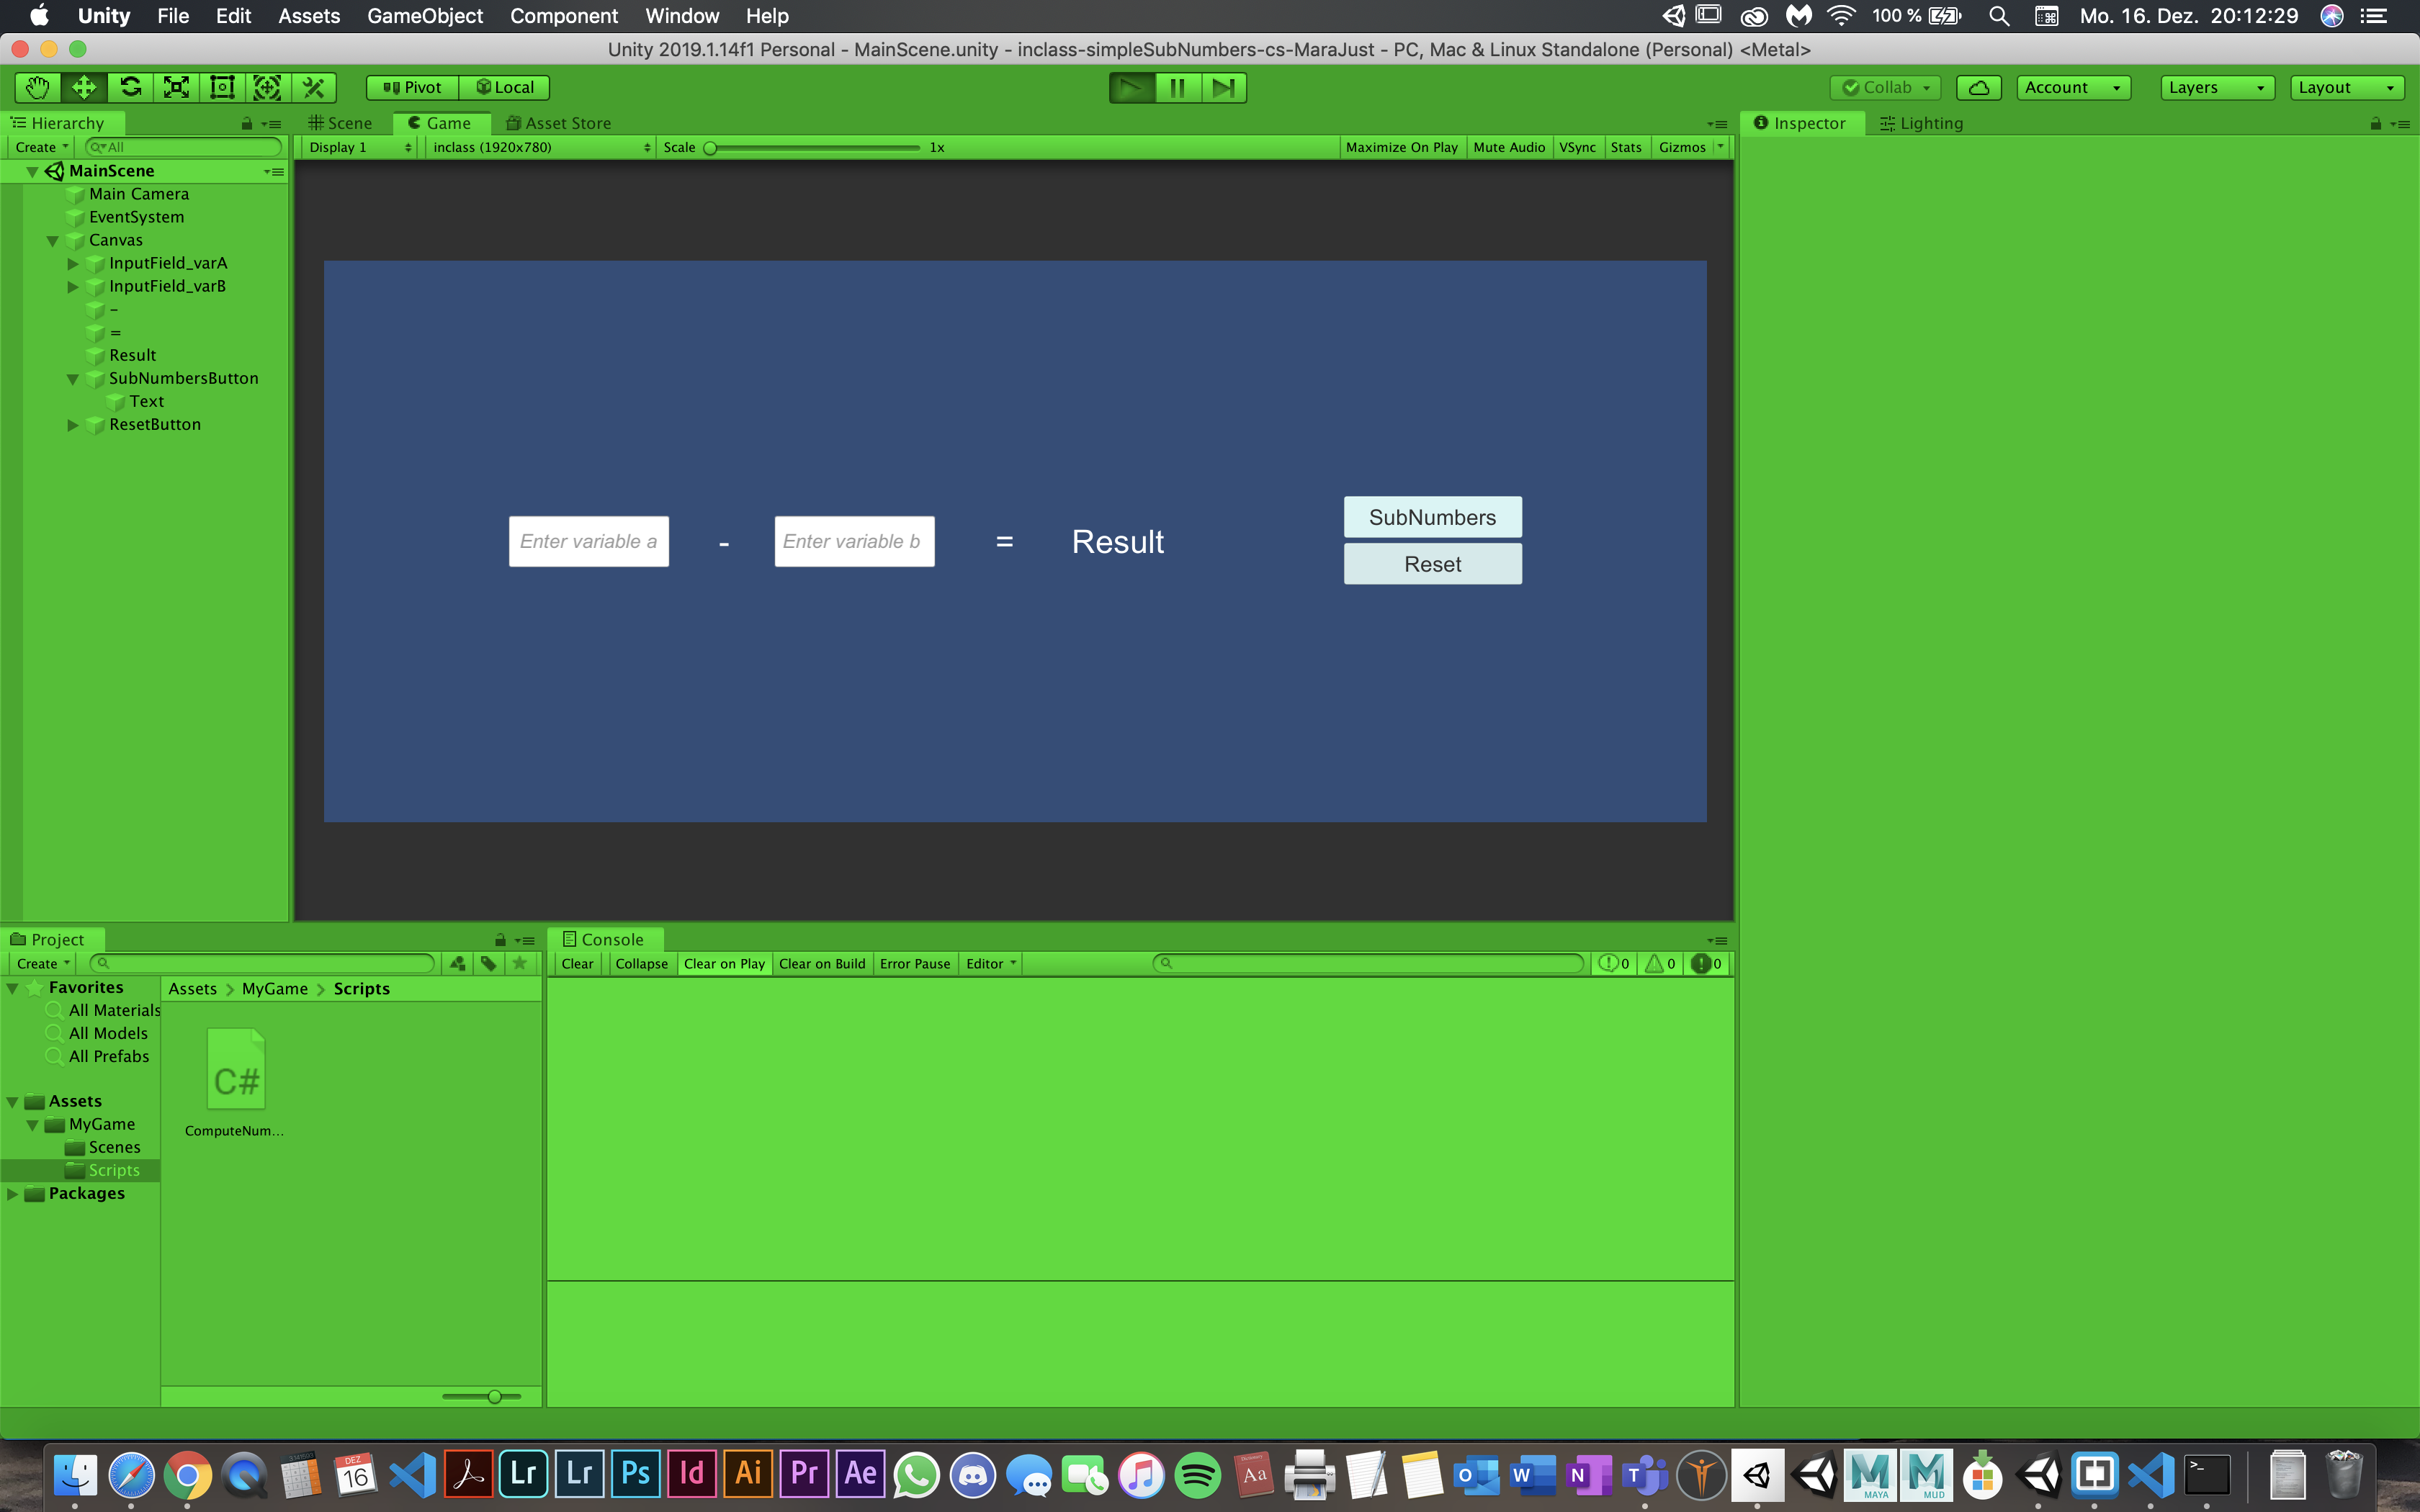 Unity File Edit Assets GameObject Component Window Help 100 % Mo. 16. Dez. 20:12:29
Unity 2019.1.14f1 Personal - MainScene.unity - inclass-simpleSubNumbers-cs-MaraJust - PC, Mac & Linux Standalone (Personal) <Metal>
Pivot Local Collab Account Layers Layout
Hierarchy
Create All
MainScene
Main Camera
EventSystem
Canvas
InputField_varA
InputField_varB
-
=
Result
SubNumbersButton
Text
ResetButton
Scene Game Asset Store
Display 1 inclass (1920x780) Scale 1x Maximize On Play Mute Audio VSync Stats Gizmos
Enter variable a - Enter variable b = Result
SubNumbers
Reset
Inspector Lighting
Project
Create
Favorites
All Materials
All Models
All Prefabs
Assets
MyGame
Scenes
Scripts
Packages
Assets > MyGame > Scripts
C#
ComputeNum...
Console
Clear Collapse Clear on Play Clear on Build Error Pause Editor 0 0 0
DEZ
16
Lr Lr Ps Id Ai Pr Ae Aa O W N T M M
MAYA MUD